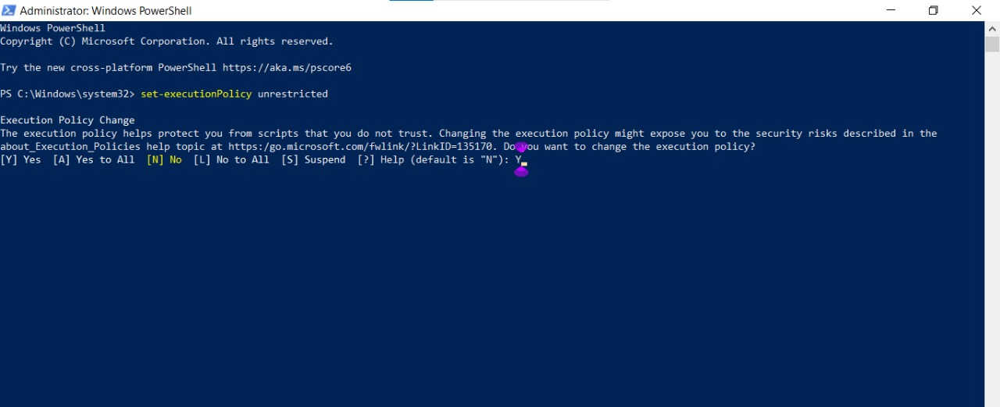 Administrator: Windows PowerShell
Windows PowerShell
Copyright (C) Microsoft Corporation. All rights reserved.
Try the new cross-platform PowerShell https://aka.ms/pscore6
PS C:\Windows\system32> set-executionPolicy unrestricted
Execution Policy Change
The execution policy helps protect you from scripts that you do not trust. Changing the execution policy might expose you to the security risks described in the
about_Execution_Policies help topic at https:/go.microsoft.com/fwlink/?LinkID=135170. Do you want to change the execution policy?
[Y] Yes  [A] Yes to All  [N] No  [L] No to All  [S] Suspend  [?] Help (default is "N"): Y